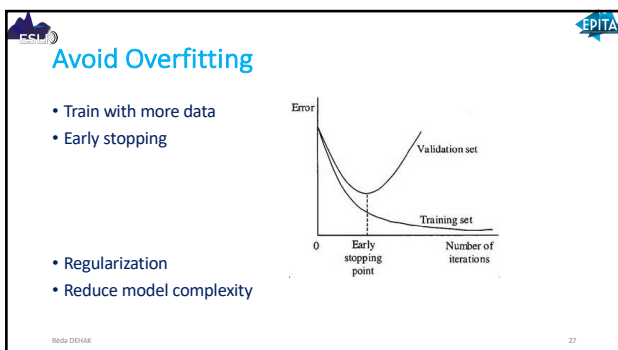 ESLR
EPITA
Avoid Overfitting
• Train with more data
• Early stopping
Error
Validation set
Training set
0
Early
stopping
point
Number of
iterations
• Regularization
• Reduce model complexity
Réda DEHAK
27